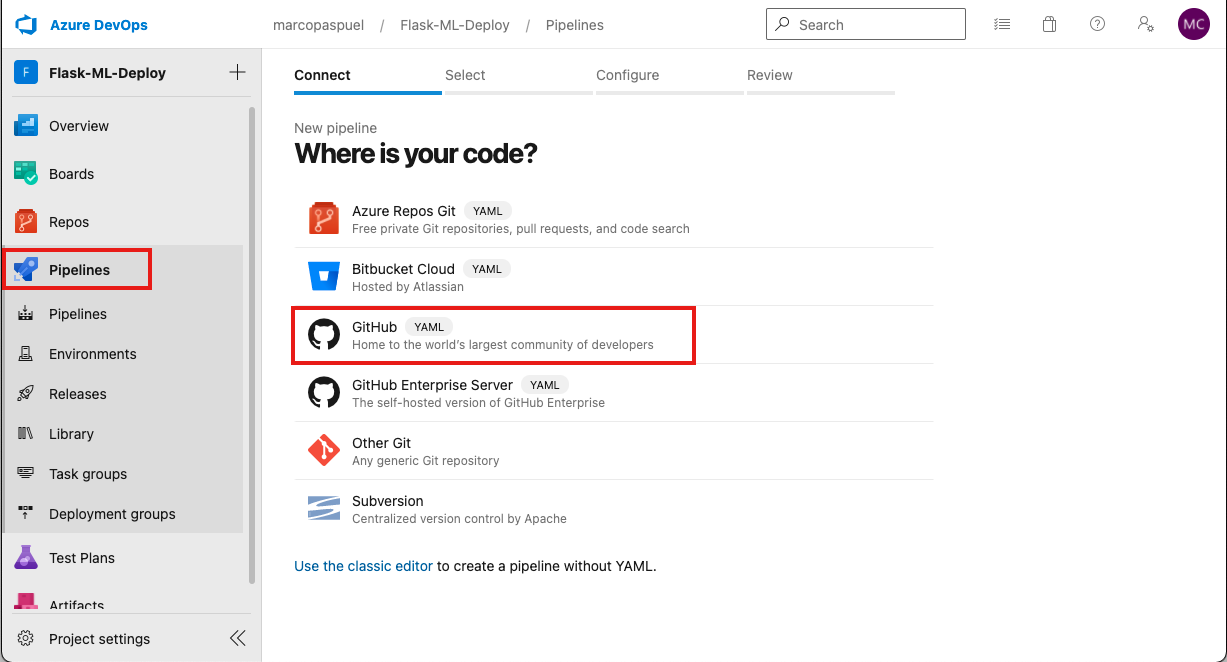 Azure DevOps
marcopaspuel / Flask-ML-Deploy / Pipelines
Search
MC
F
Flask-ML-Deploy
Overview
Boards
Repos
Pipelines
Pipelines
Environments
Releases
Library
Task groups
Deployment groups
Test Plans
Artifacts
Project settings
Connect
Select
Configure
Review
New pipeline
Where is your code?
Azure Repos Git YAML
Free private Git repositories, pull requests, and code search
Bitbucket Cloud YAML
Hosted by Atlassian
GitHub YAML
Home to the world's largest community of developers
GitHub Enterprise Server YAML
The self-hosted version of GitHub Enterprise
Other Git
Any generic Git repository
Subversion
Centralized version control by Apache
Use the classic editor to create a pipeline without YAML.